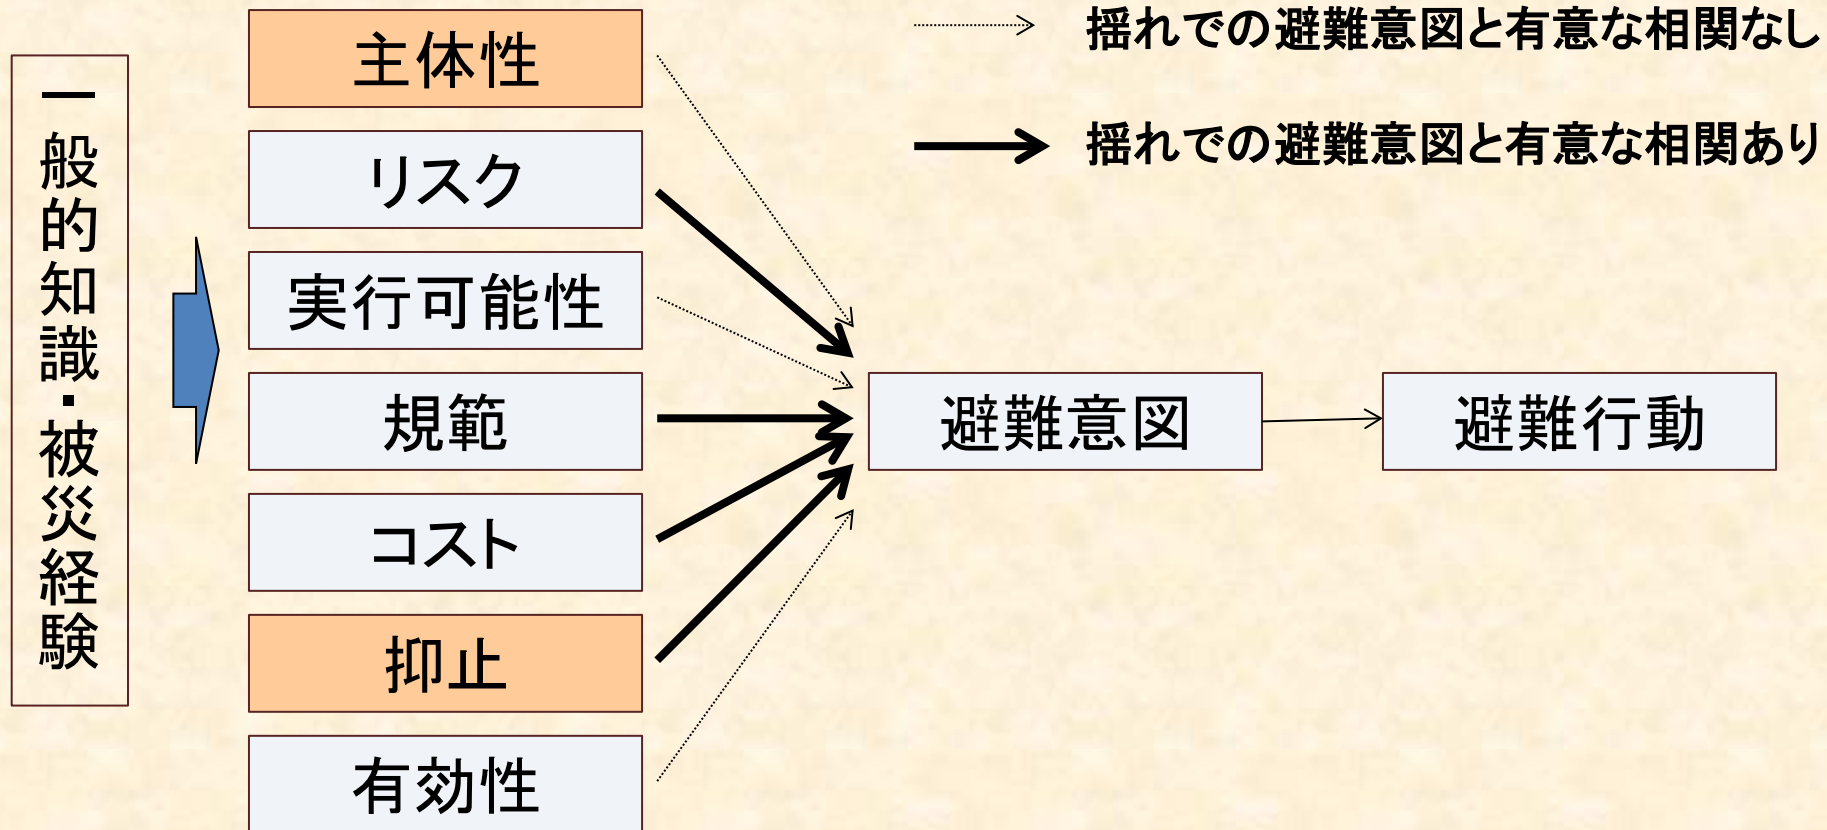 一般的知識・被災経験
主体性
リスク
実行可能性
規範
コスト
抑止
有効性
避難意図
避難行動
揺れでの避難意図と有意な相関なし
揺れでの避難意図と有意な相関あり